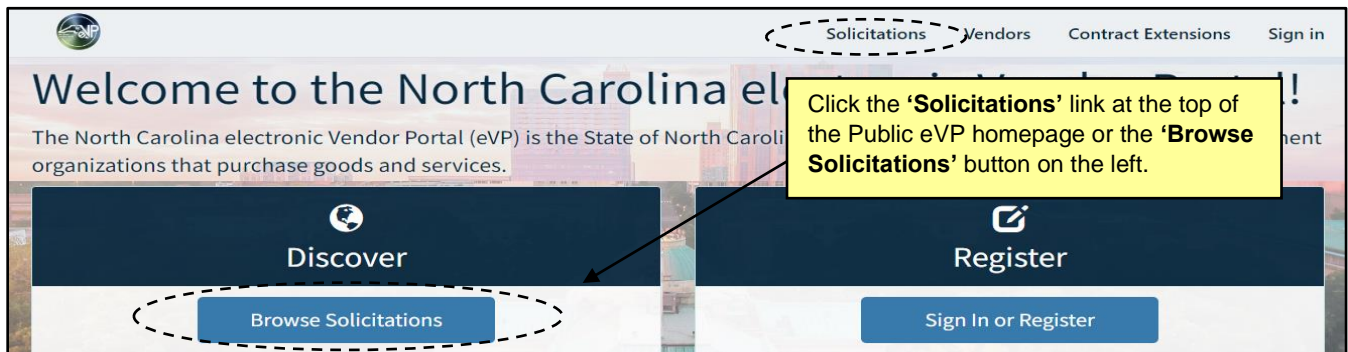 eVP
Solicitations Vendors Contract Extensions Sign in
Welcome to the North Carolina
The North Carolina electronic Vendor Portal (eVP) is the State of North
organizations that purchase goods and services.
Click the ‘Solicitations’ link at the top of
the Public eVP homepage or the ‘Browse
Solicitations’ button on the left.
Discover
Browse Solicitations
Register
Sign In or Register